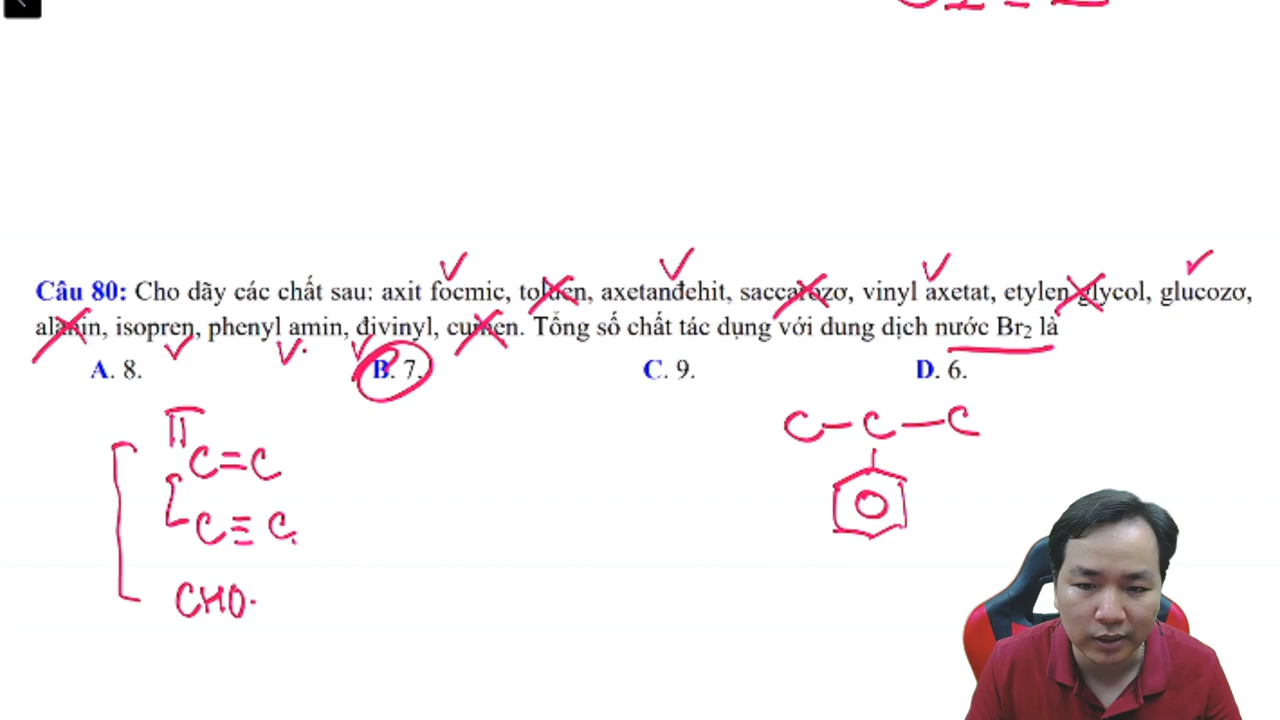 Câu 80: Cho dãy các chất sau: axit focmic, toluen, axetanđehit, saccarozơ, vinyl axetat, etylen glycol, glucozơ,
alanin, isopren, phenyl amin, đivinyl, cumen. Tổng số chất tác dụng với dung dịch nước Br₂ là
A. 8. B. 7. C. 9. D. 6.
π
C=C
C≡C
CHO
C—C—C